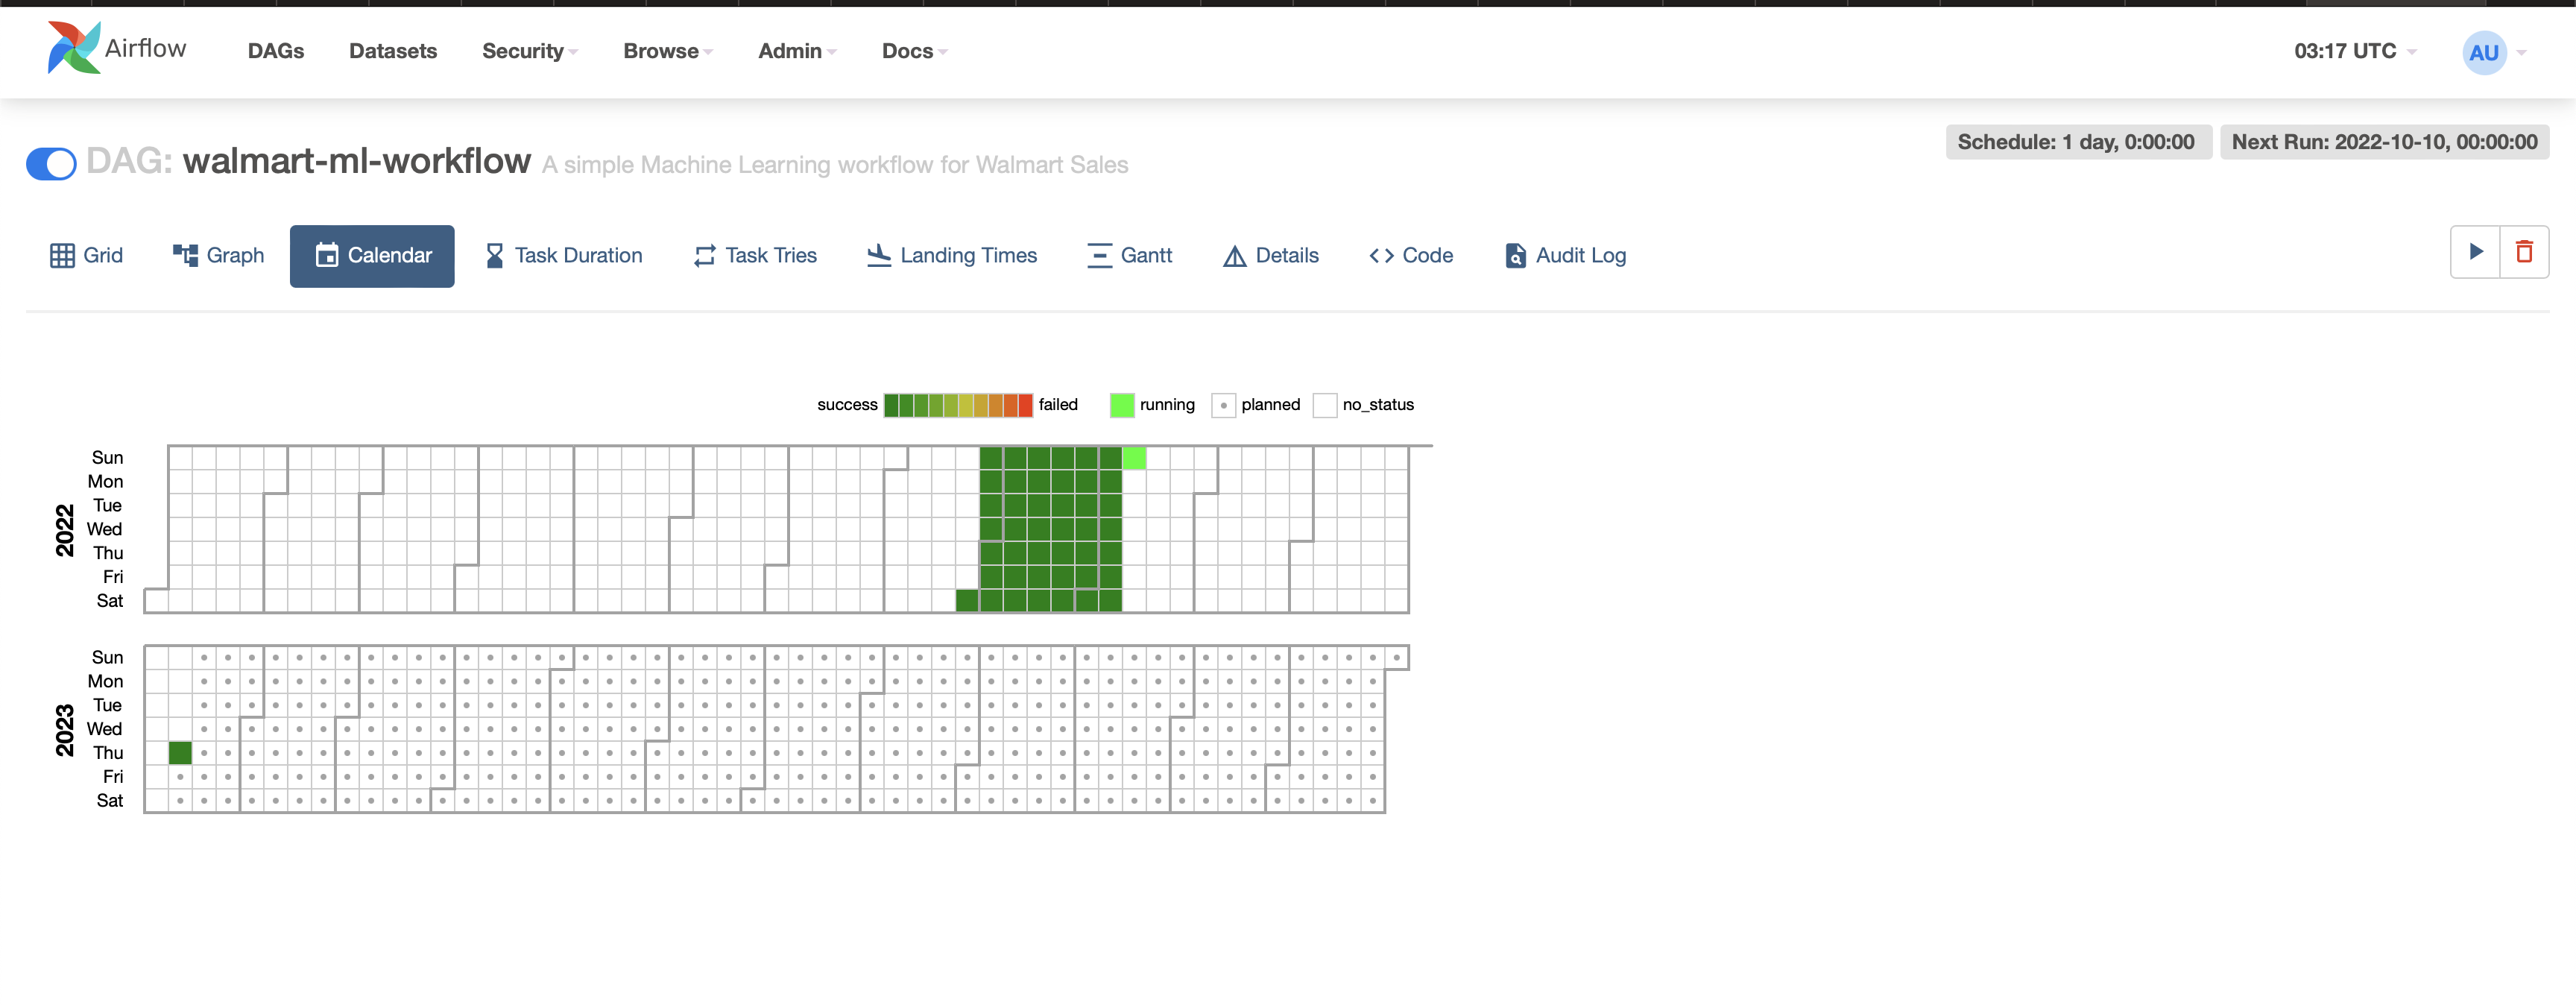 Airflow DAGs Datasets Security Browse Admin Docs 03:17 UTC AU
Schedule: 1 day, 0:00:00 Next Run: 2022-10-10, 00:00:00
DAG: walmart-ml-workflow A simple Machine Learning workflow for Walmart Sales
Grid Graph Calendar Task Duration Task Tries Landing Times Gantt Details Code Audit Log
success failed running planned no_status
2022
Sun
Mon
Tue
Wed
Thu
Fri
Sat
2023
Sun
Mon
Tue
Wed
Thu
Fri
Sat